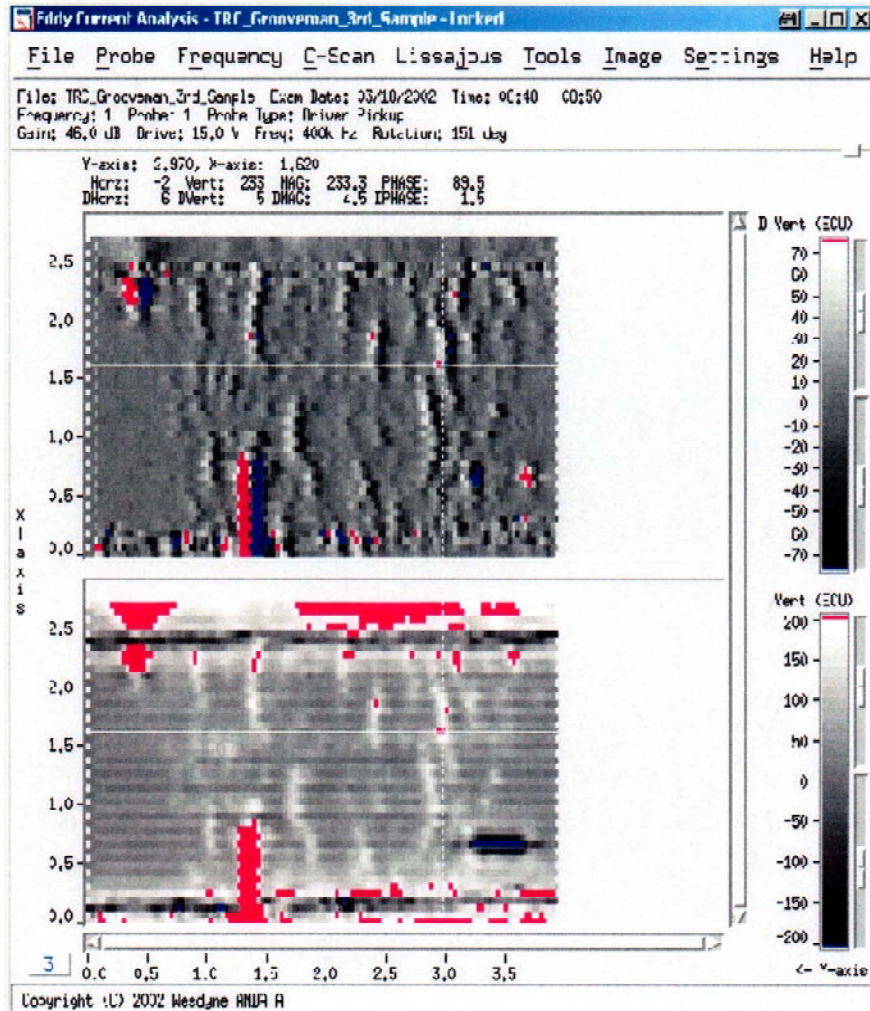 Eddy Current Analysis - TRC_Grooveman_3rd_Sample - Locked
File Probe Frequency C-Scan Lissajous Tools Image Settings Help
File: TRC_Grooveman_3rd_Sample Exam Date: 03/10/2002 Time: 00:40 00:50
Frequency: 1 Probe: 1 Probe Type: Driver Pickup
Gain: 46.0 dB Drive: 15.0 V Freq: 400k Hz Rotation: 151 deg
Y-axis: 2.970, X-axis: 1.620
Horz: -2 Vert: 233 MAG: 233.3 PHASE: 89.5
DHorz: 6 DVert: 5 DMAG: 4.5 DPHASE: 1.5
D Vert (ECU)
2.5
2.0
1.5
1.0
0.5
0.0
70
60
50
40
30
20
10
0
-10
-20
-30
-40
-50
60
-70
X-axis
Vert (ECU)
2.5
2.0
1.5
1.0
0.5
0.0
200
150
100
50
0
-50
-100
-150
-200
3
0.0 0.5 1.0 1.5 2.0 2.5 3.0 3.5
<- Y-axis
Copyright (C) 2002 Wesdyne